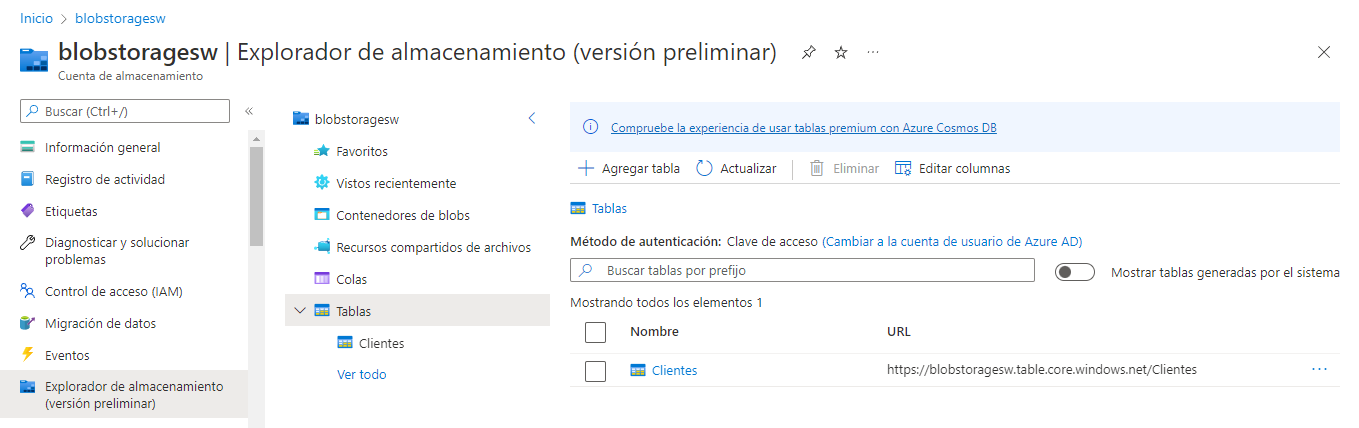 Inicio > blobstoragesw
blobstoragesw | Explorador de almacenamiento (versión preliminar) ···
Cuenta de almacenamiento
Buscar (Ctrl+/) «
Información general
Registro de actividad
Etiquetas
Diagnosticar y solucionar
problemas
Control de acceso (IAM)
Migración de datos
Eventos
Explorador de almacenamiento
(versión preliminar)
blobstoragesw
Favoritos
Vistos recientemente
Contenedores de blobs
Recursos compartidos de archivos
Colas
Tablas
Clientes
Ver todo
Compruebe la experiencia de usar tablas premium con Azure Cosmos DB
Agregar tabla Actualizar Eliminar Editar columnas
Tablas
Método de autenticación: Clave de acceso (Cambiar a la cuenta de usuario de Azure AD)
Buscar tablas por prefijo Mostrar tablas generadas por el sistema
Mostrando todos los elementos 1
Nombre URL
Clientes https://blobstoragesw.table.core.windows.net/Clientes ···